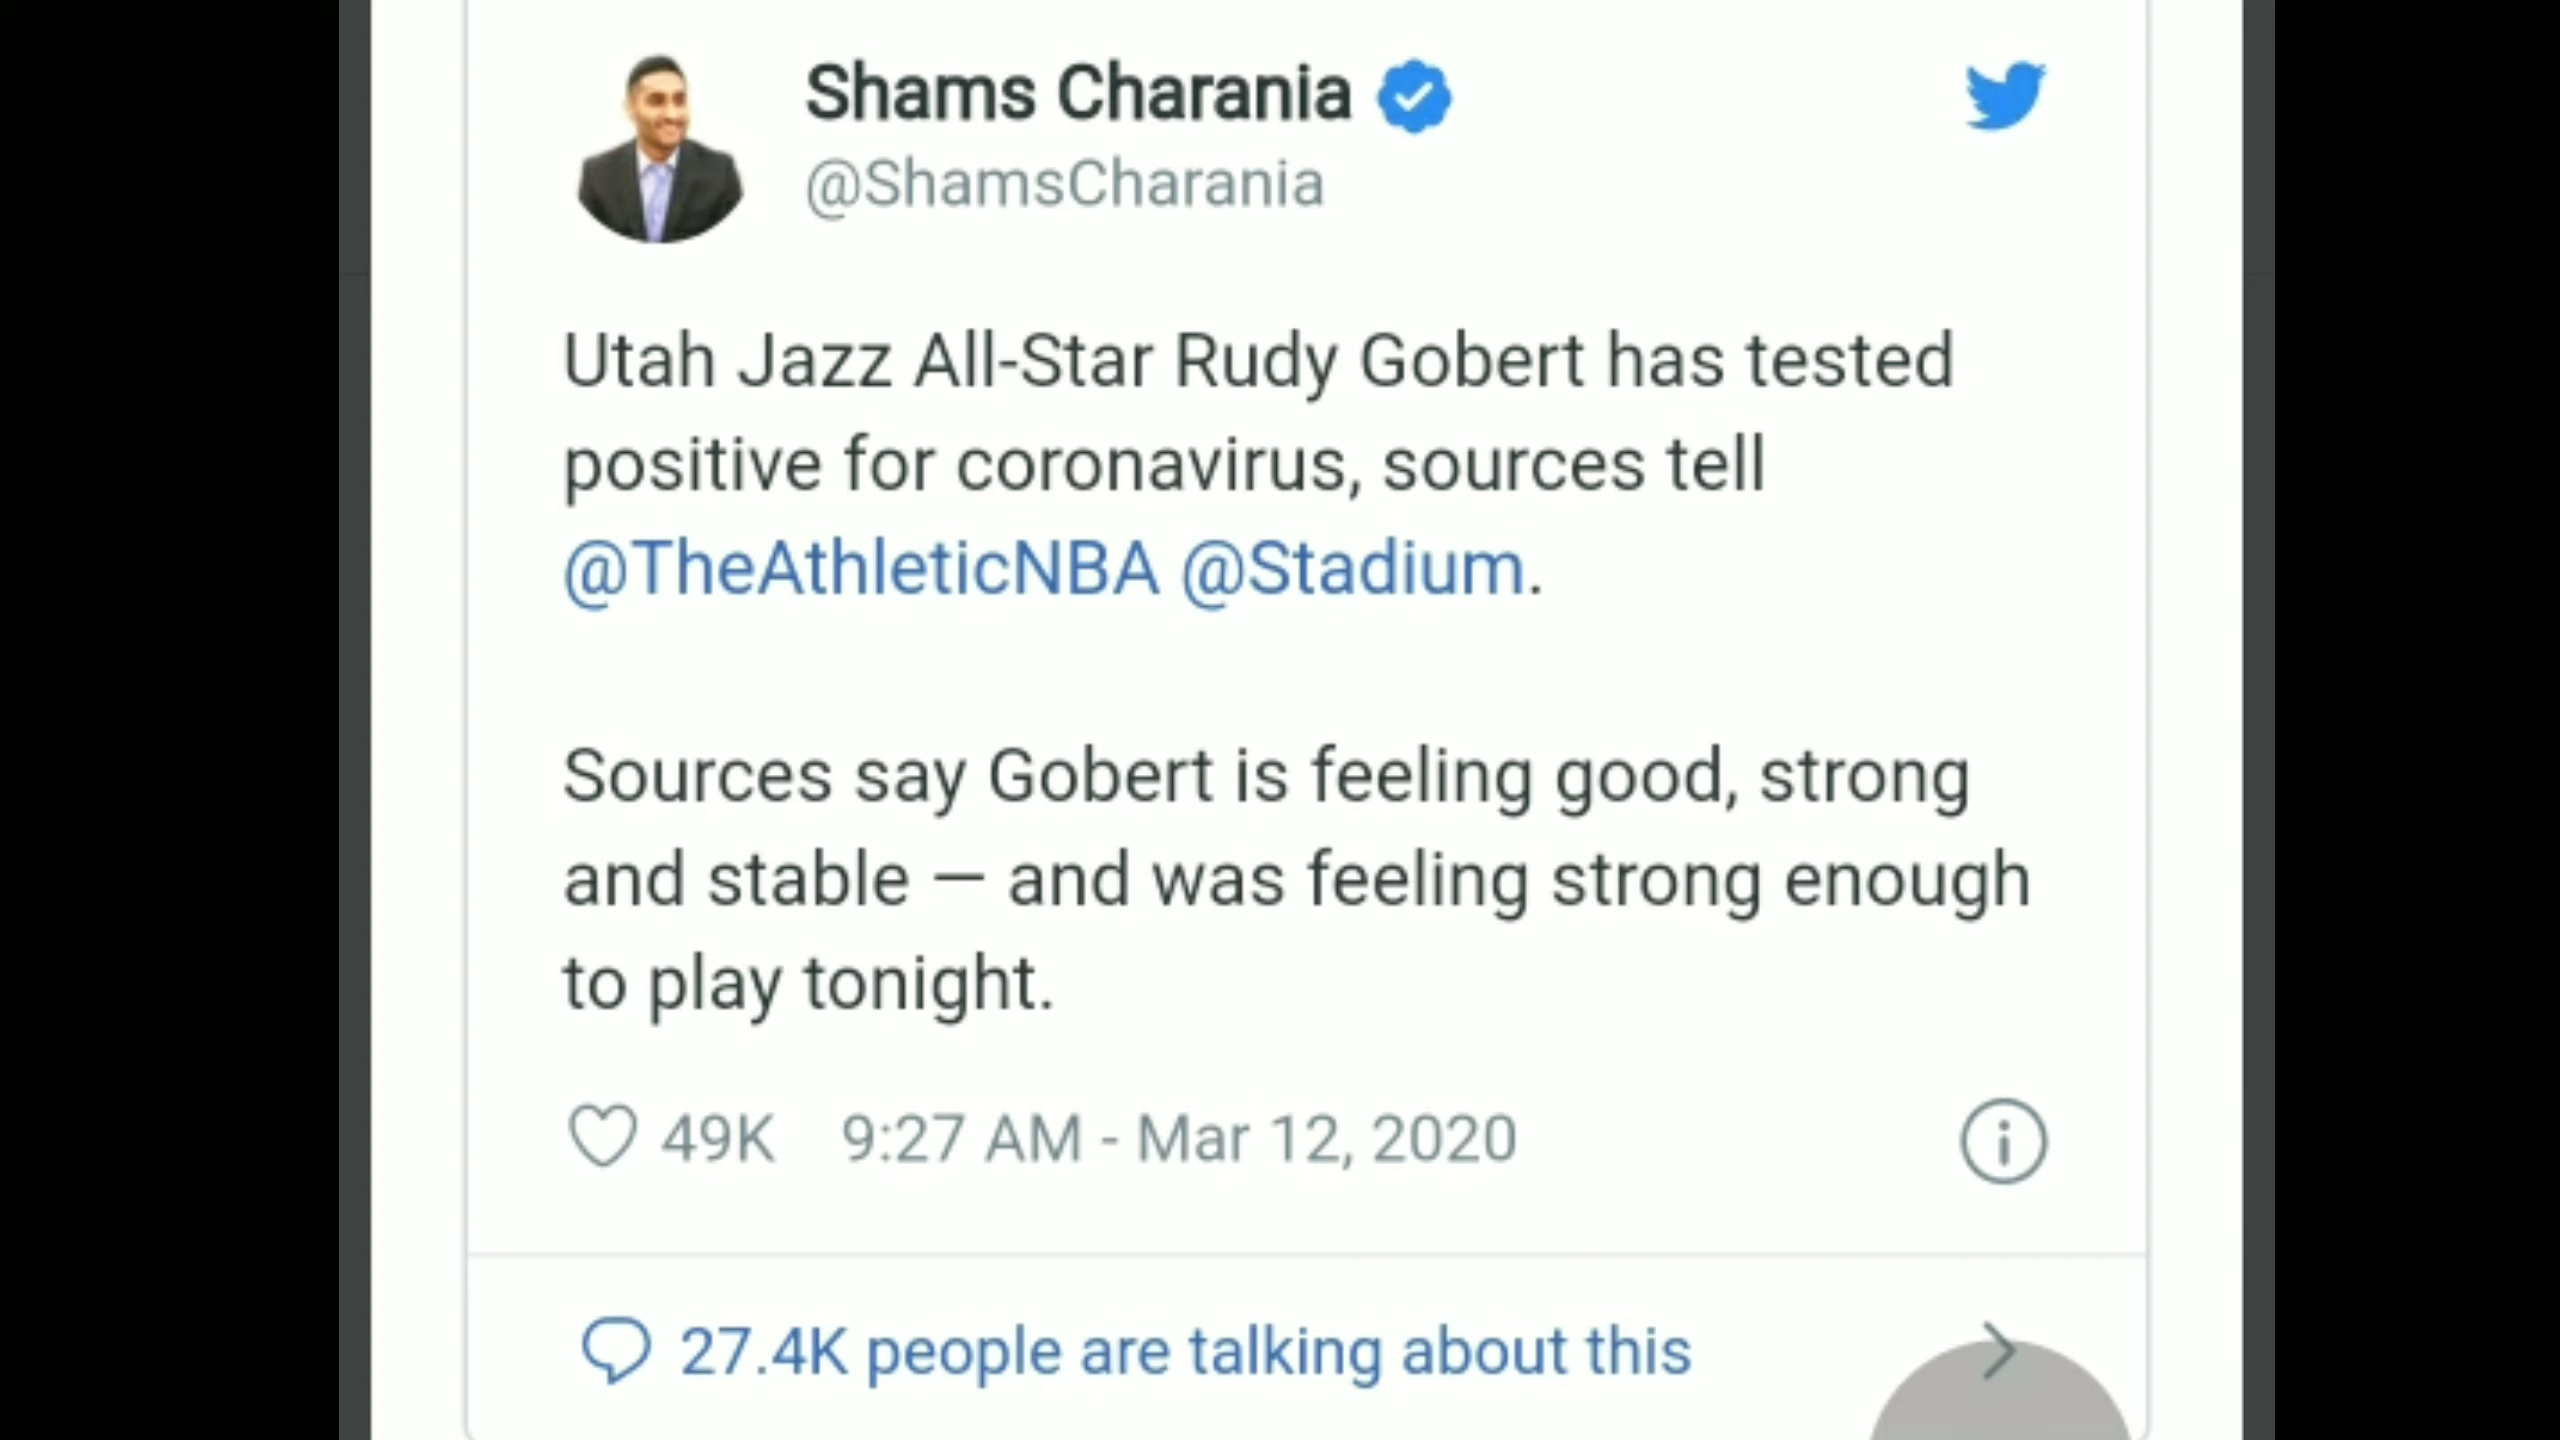 Shams Charania
@ShamsCharania
Utah Jazz All-Star Rudy Gobert has tested
positive for coronavirus, sources tell
@TheAthleticNBA @Stadium.
Sources say Gobert is feeling good, strong
and stable — and was feeling strong enough
to play tonight.
49K 9:27 AM - Mar 12, 2020
27.4K people are talking about this